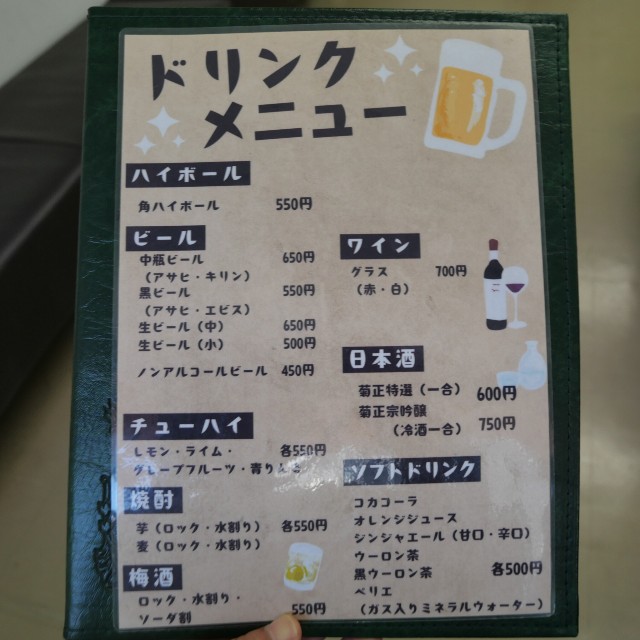 ドリンク
メニュー
ハイボール
角ハイボール 550円
ビール
中瓶ビール 650円
（アサヒ・キリン）
黒ビール 550円
（アサヒ・エビス）
生ビール（中） 650円
生ビール（小） 500円
ノンアルコールビール 450円
チューハイ
レモン・ライム・ 各550円
グレープフルーツ・青りんご
焼酎
芋（ロック・水割り） 各550円
麦（ロック・水割り）
梅酒
ロック・水割り・
ソーダ割 550円
ワイン
グラス 700円
（赤・白）
日本酒
菊正特選（一合） 600円
菊正宗吟醸 750円
（冷酒一合）
ソフトドリンク
コカコーラ
オレンジジュース
ジンジャエール（甘口・辛口）
ウーロン茶
黒ウーロン茶 各500円
ペリエ
（ガス入りミネラルウォーター）